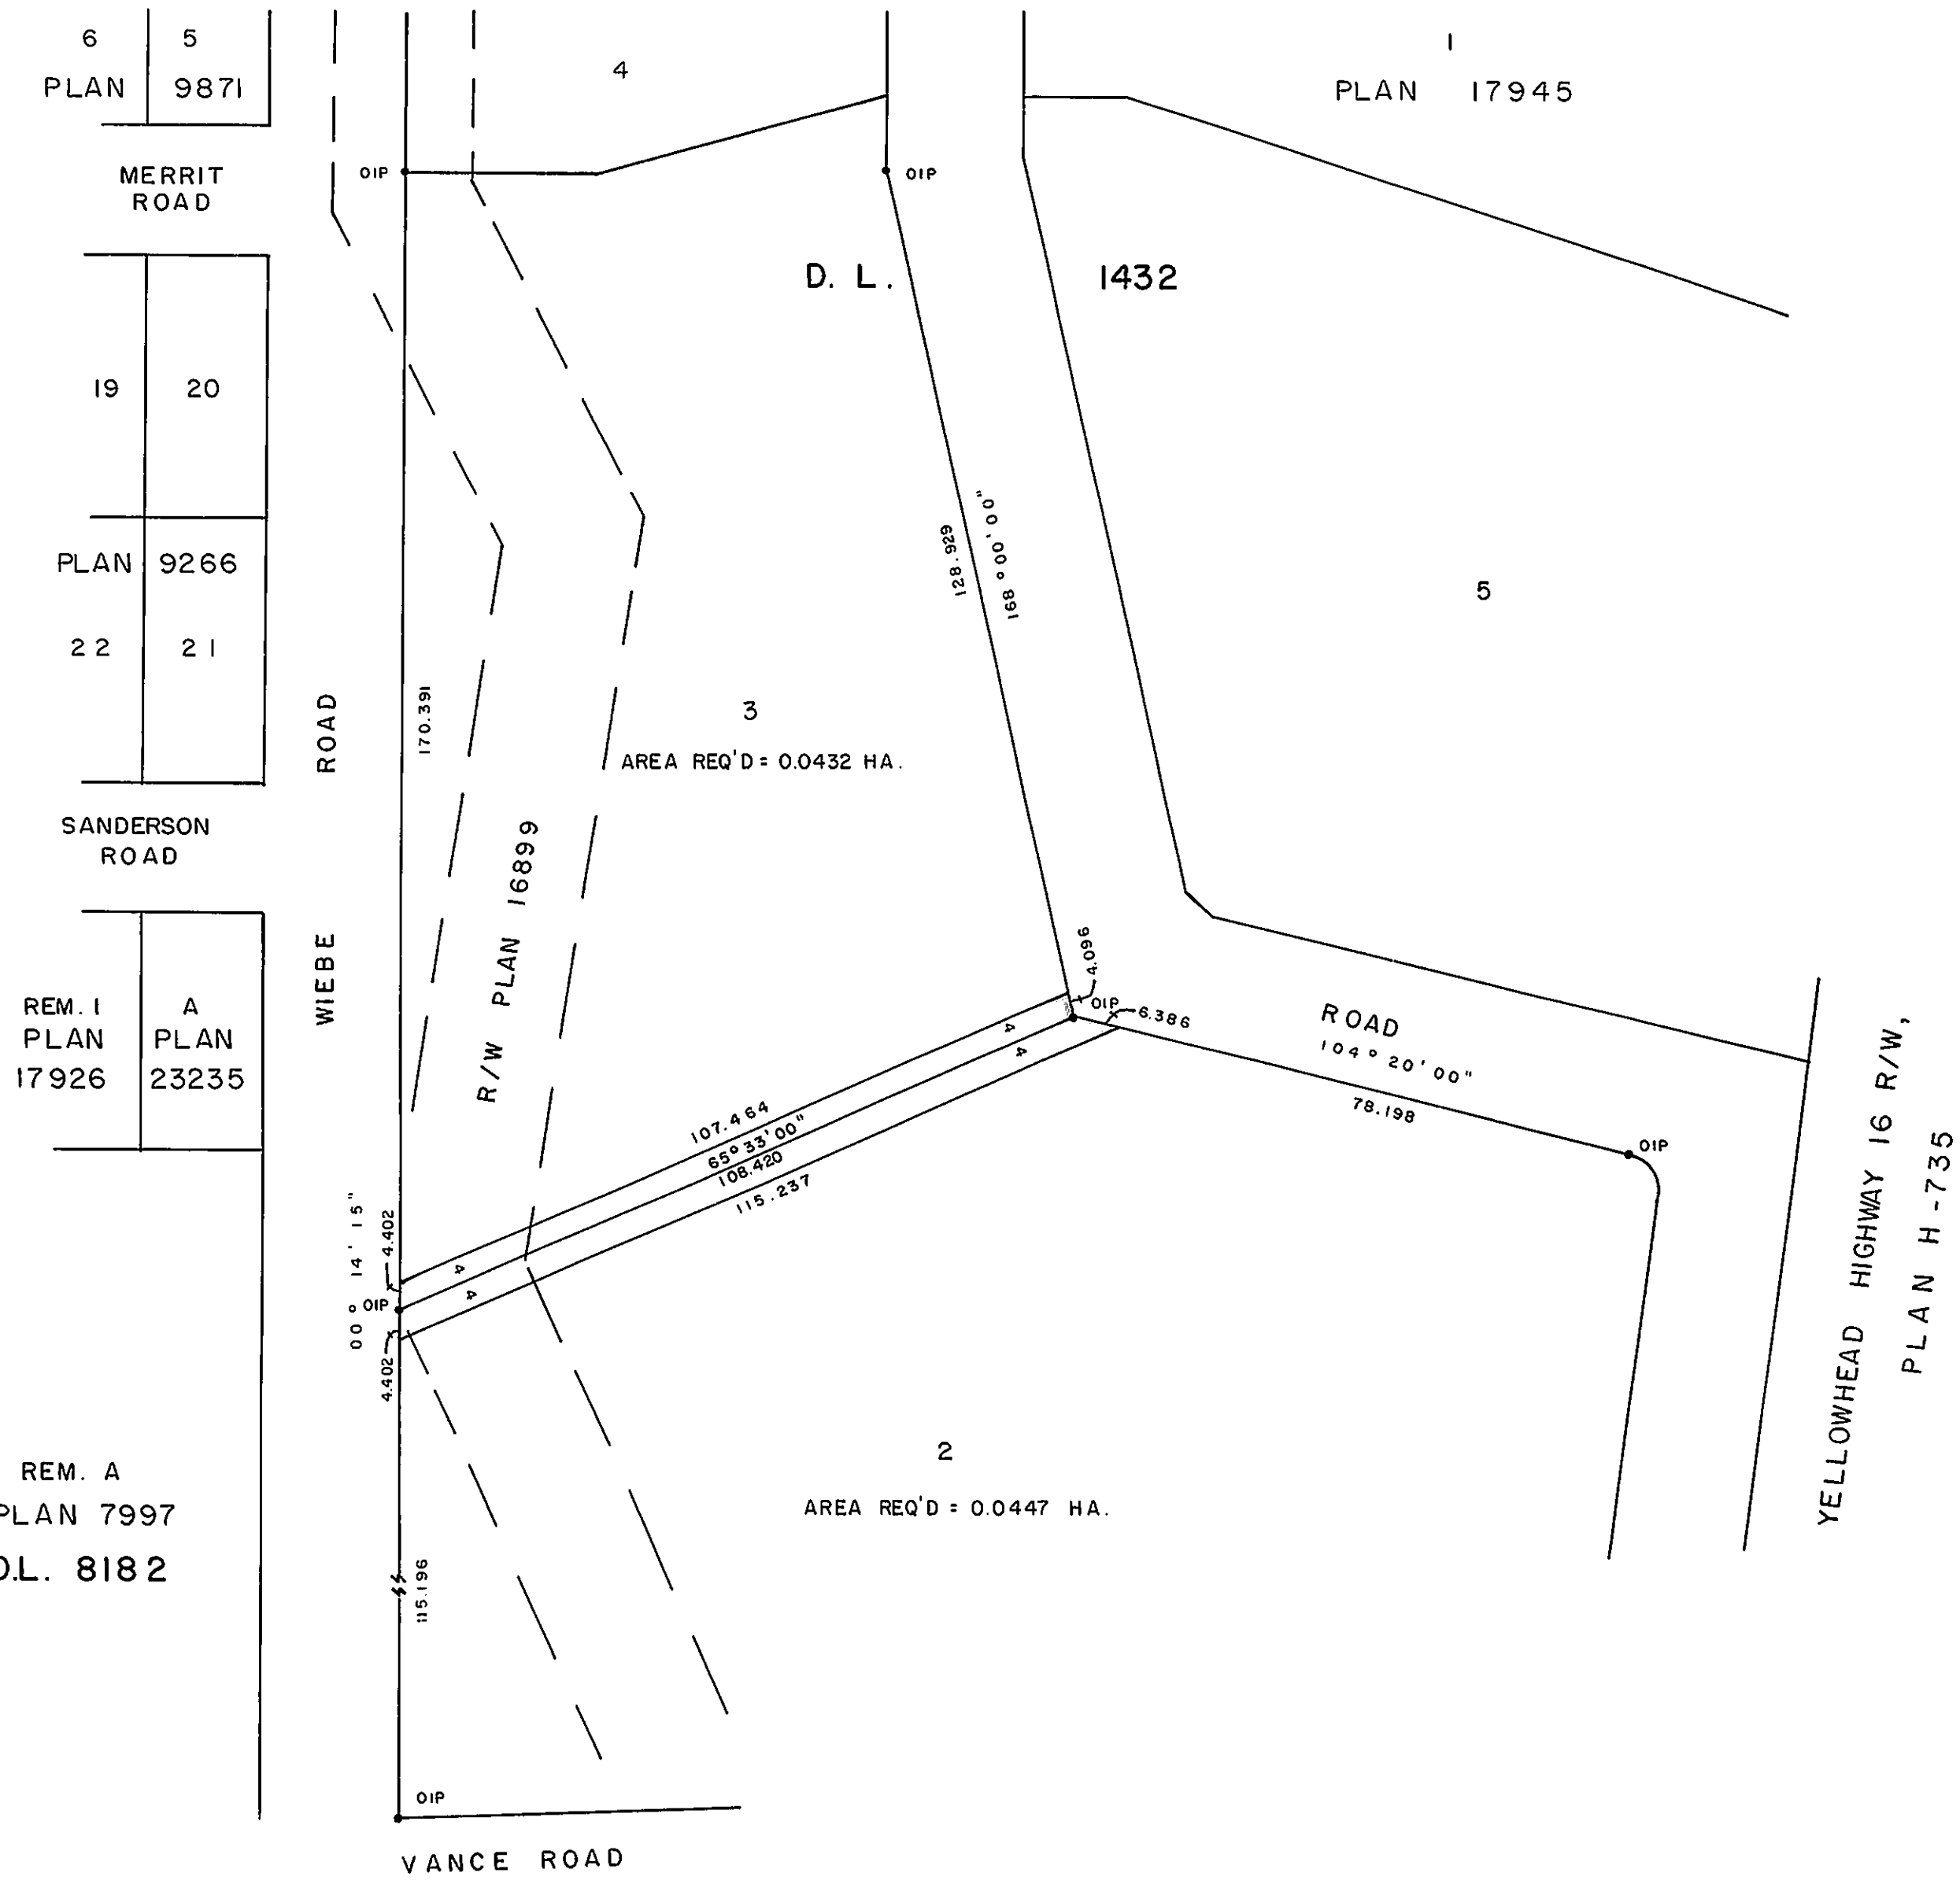 6 5
PLAN 9871
4
1
PLAN 17945
MERRIT
ROAD
OIP
OIP
D. L. 1432
19 20
PLAN 9266
22 21
128.929
168°00'00"
5
ROAD
WIEBE
170.391
3
AREA REQ'D = 0.0432 HA.
SANDERSON
ROAD
R/W PLAN 16899
REM. 1
PLAN
17926
A
PLAN
23235
4.096
OIP
6.386
4
4
ROAD
104° 20' 00"
78.198
OIP
YELLOWHEAD HIGHWAY 16 R/W,
PLAN H-735
107.464
65° 33' 00"
108.420
115.237
00° 14' 15"
4.402
OIP
4.402
4
4
2
AREA REQ'D = 0.0447 HA.
REM. A
PLAN 7997
D.L. 8182
115.196
OIP
VANCE ROAD